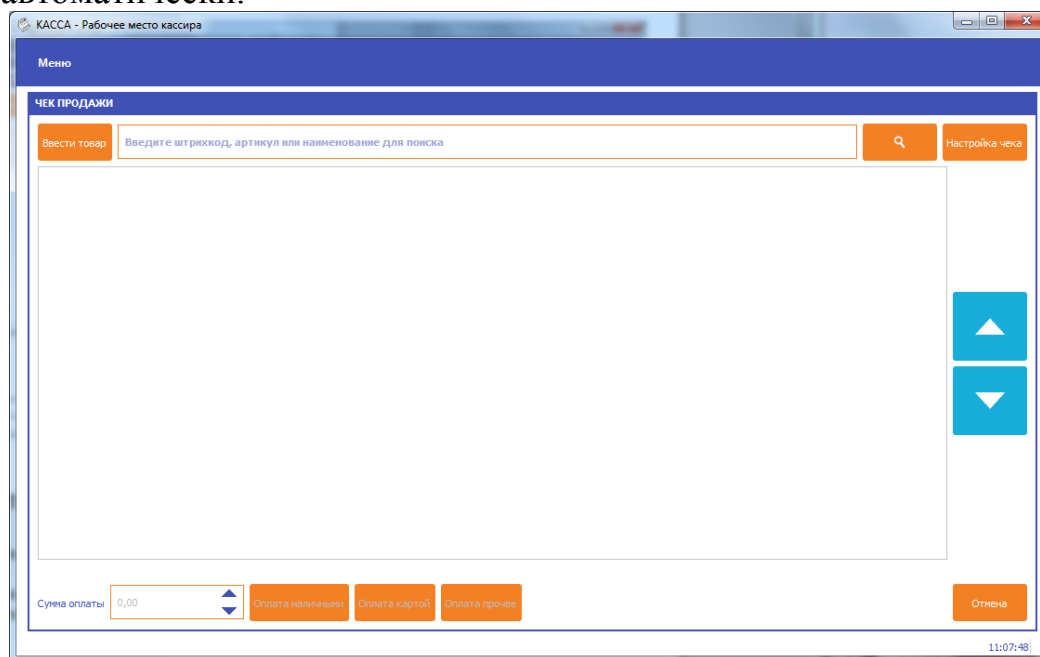 автоматически.
КАССА - Рабочее место кассира
Меню
ЧЕК ПРОДАЖИ
Ввести товар Введите штрихкод, артикул или наименование для поиска Настройка чека
Сумма оплаты 0,00 Оплата наличными Оплата картой Оплата прочее Отмена
11:07:48